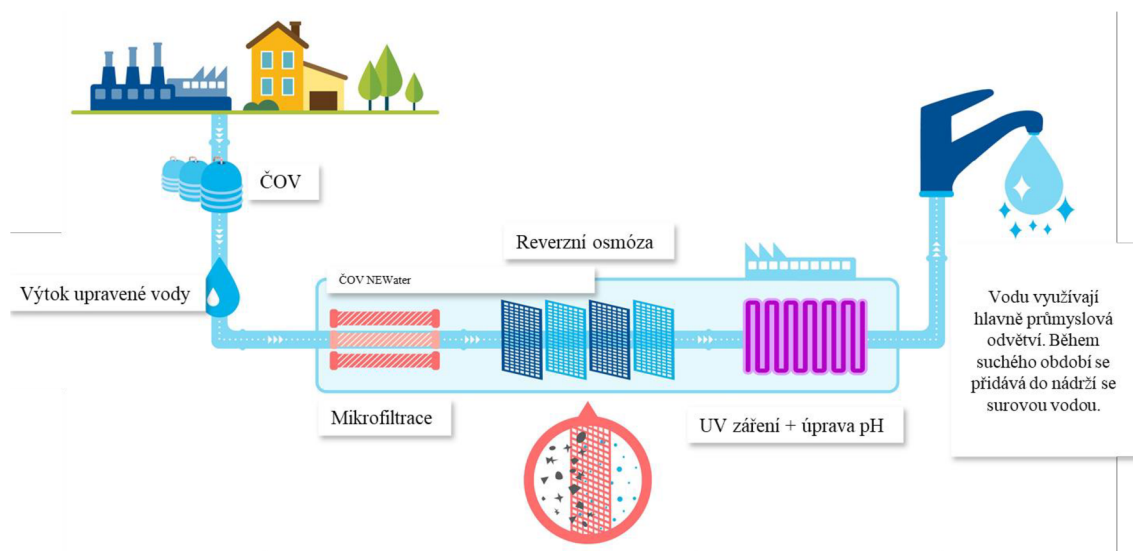 ČOV
Výtok upravené vody
ČOV NEWater
Reverzní osmóza
Mikrofiltrace
UV záření + úprava pH
Vodu využívají
hlavně průmyslová
odvětví. Během
suchého období se
přidává do nádrží se
surovou vodou.